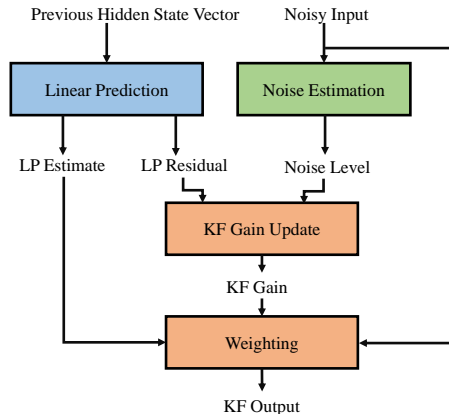 Previous Hidden State Vector
Noisy Input
Linear Prediction
Noise Estimation
LP Estimate
LP Residual
Noise Level
KF Gain Update
KF Gain
Weighting
KF Output